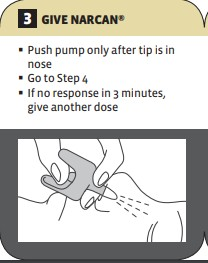 3 GIVE NARCAN®
▪ Push pump only after tip is in
nose
▪ Go to Step 4
▪ If no response in 3 minutes,
give another dose